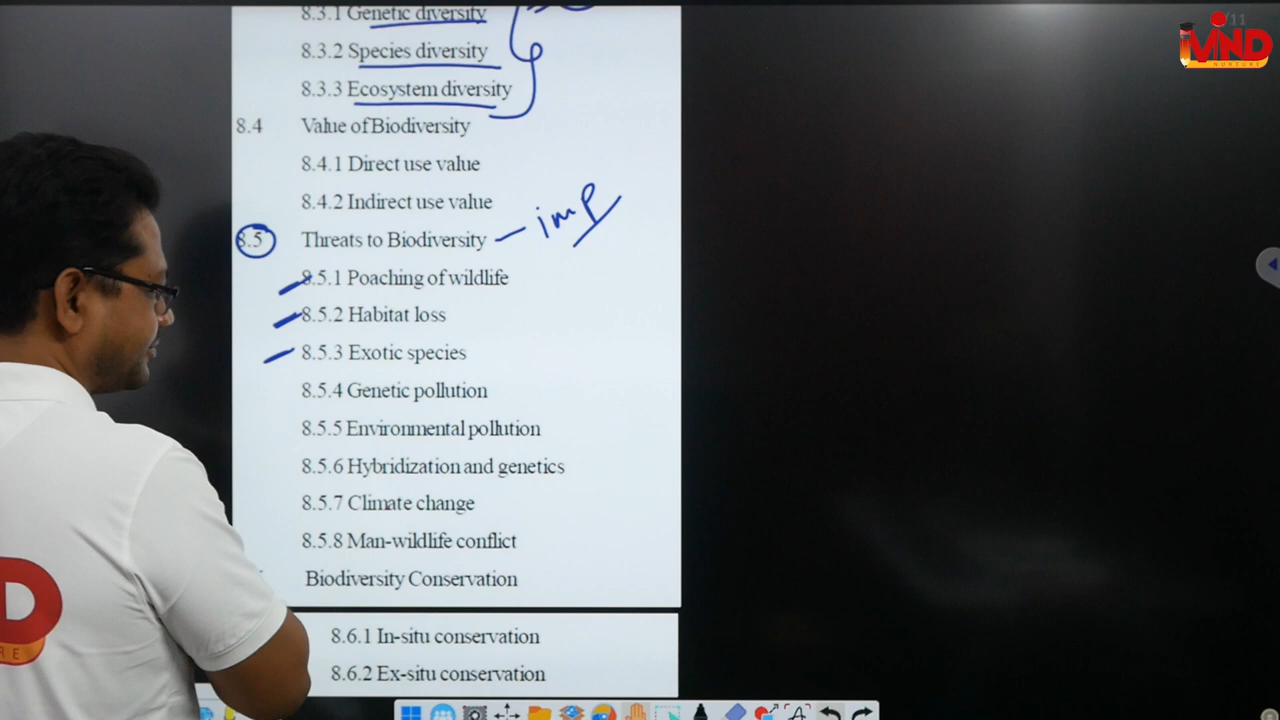 8.3.1 Genetic diversity
8.3.2 Species diversity
8.3.3 Ecosystem diversity
8.4 Value of Biodiversity
8.4.1 Direct use value
8.4.2 Indirect use value
8.5 Threats to Biodiversity - imp
8.5.1 Poaching of wildlife
8.5.2 Habitat loss
8.5.3 Exotic species
8.5.4 Genetic pollution
8.5.5 Environmental pollution
8.5.6 Hybridization and genetics
8.5.7 Climate change
8.5.8 Man-wildlife conflict
Biodiversity Conservation
8.6.1 In-situ conservation
8.6.2 Ex-situ conservation
/11
MIND
NURTURE
D
RE